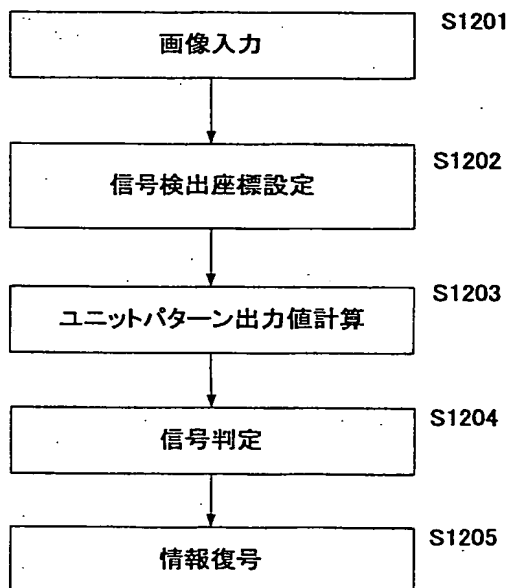 S1201
画像入力
S1202
信号検出座標設定
S1203
ユニットパターン出力値計算
S1204
信号判定
S1205
情報復号